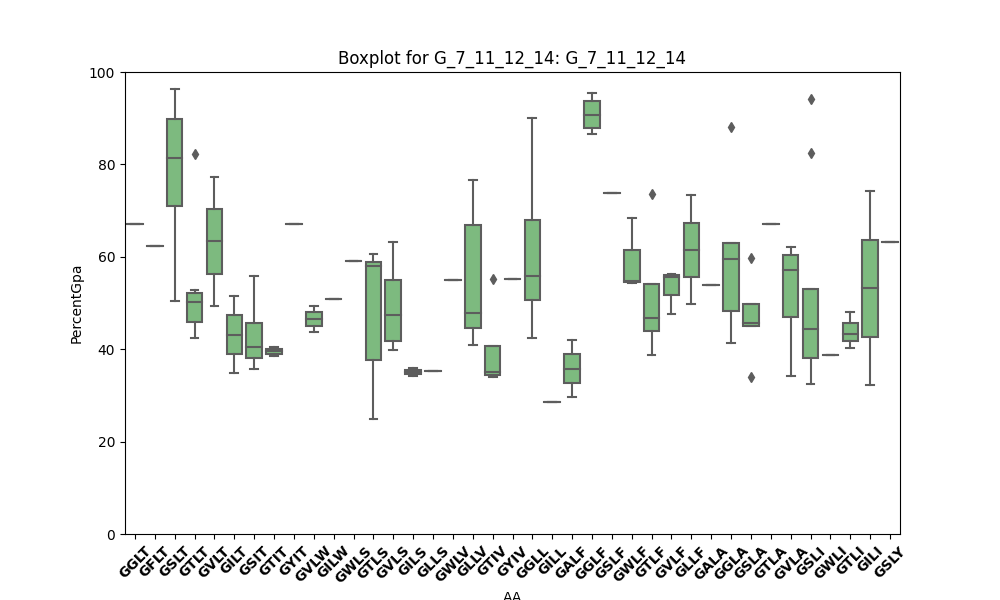 Boxplot for G_7_11_12_14: G_7_11_12_14
PercentGpa
100
80
60
40
20
0
GGLT GFLT GSLT GTLT GVLT GILT GSIT GTIT GYIT GVLW GILW GWLS GTLS GVLS GILS GLLS GWLV GLLV GTIV GYIV GGLL GILL GALF GGLF GSLF GWLF GTLF GVLF GLLF GALA GGLA GSLA GTLA GVLA GSLI GWLI GTLI GILI GSLY
AA